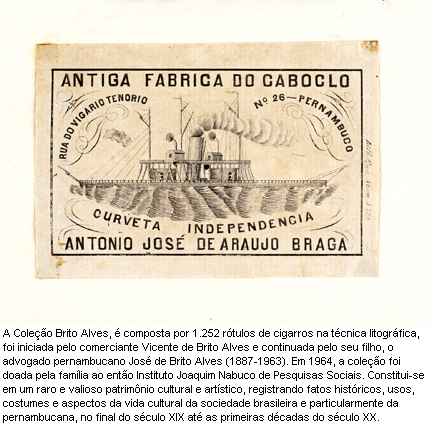 ANTIGA FABRICA DO CABOCLO
RUA DO VIGARIO TENORIO
Nº 26 — PERNAMBUCO
CURVETA INDEPENDENCIA
ANTONIO JOSÉ DE ARAUJO BRAGA
A Coleção Brito Alves, é composta por 1.252 rótulos de cigarros na técnica litográfica,
foi iniciada pelo comerciante Vicente de Brito Alves e continuada pelo seu filho, o
advogado pernambucano José de Brito Alves (1887-1963). Em 1964, a coleção foi
doada pela família ao então Instituto Joaquim Nabuco de Pesquisas Sociais. Constitui-se
em um raro e valioso patrimônio cultural e artístico, registrando fatos históricos, usos,
costumes e aspectos da vida cultural da sociedade brasileira e particularmente da
pernambucana, no final do século XIX até as primeiras décadas do século XX.